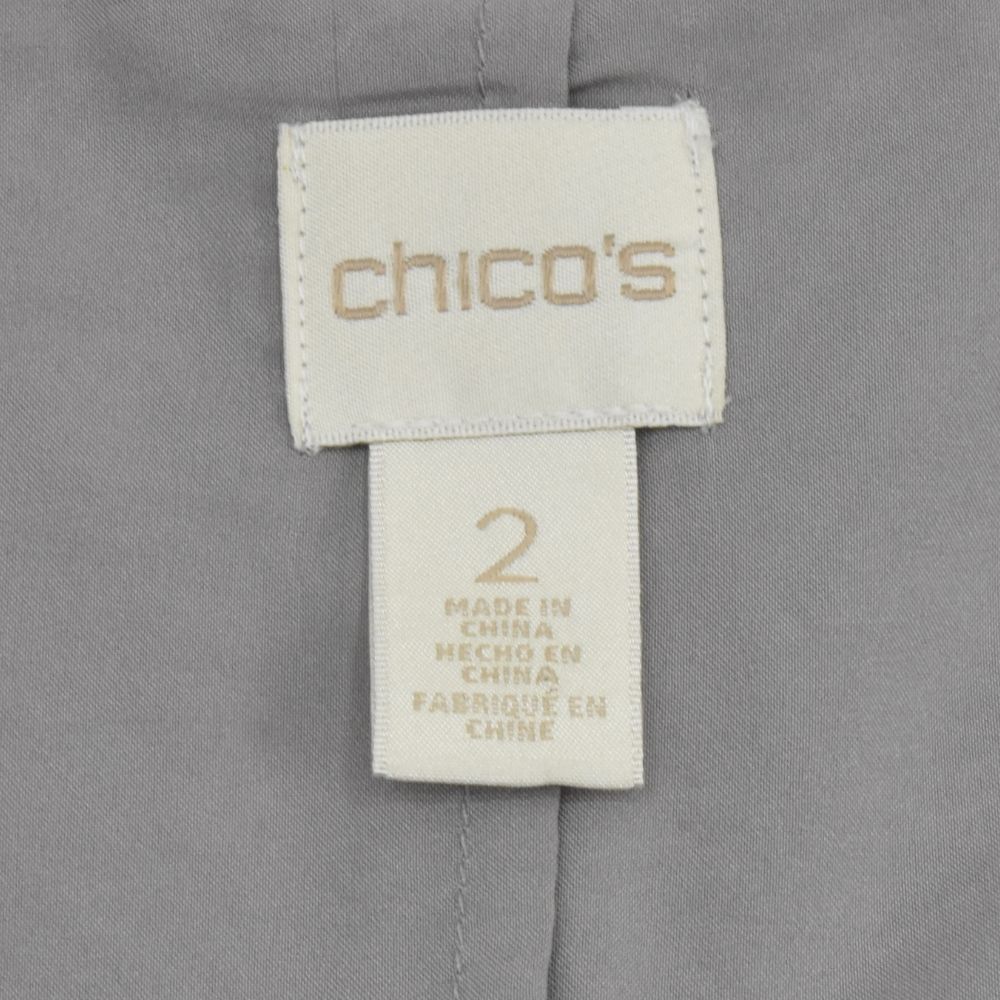 chico's
2
MADE IN
CHINA
HECHO EN
CHINA
FABRIQUÉ EN
CHINE